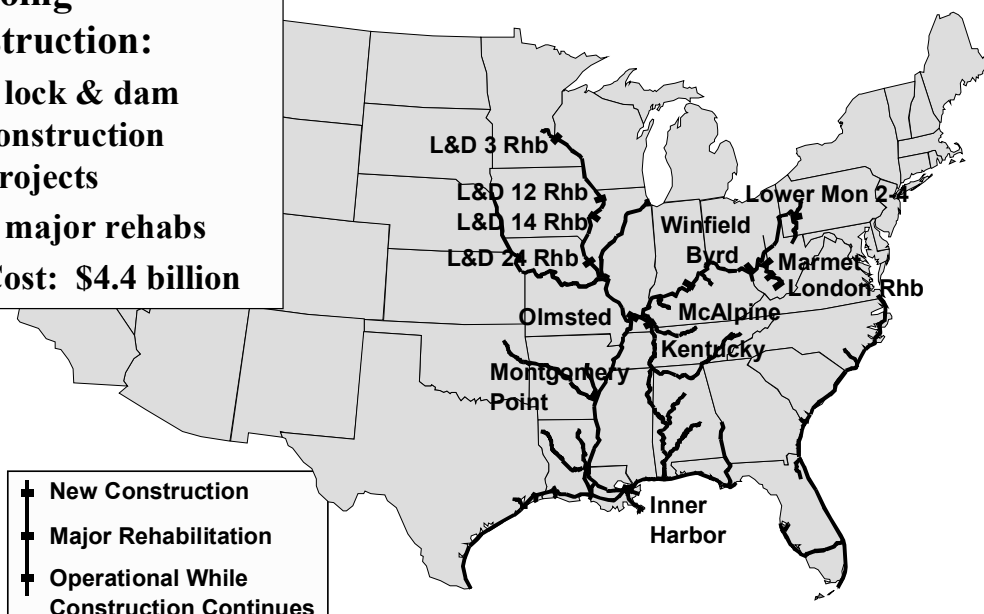 struction:
lock & dam
onstruction
rojects
major rehabs
Cost: $4.4 billion
L&D 3 Rhb
L&D 12 Rhb
L&D 14 Rhb
L&D 24 Rhb
Lower Mon 2-4
Winfield
Byrd
Marmet
London Rhb
McAlpine
Olmsted
Kentucky
Montgomery
Point
Inner
Harbor
New Construction
Major Rehabilitation
Operational While
Construction Continues